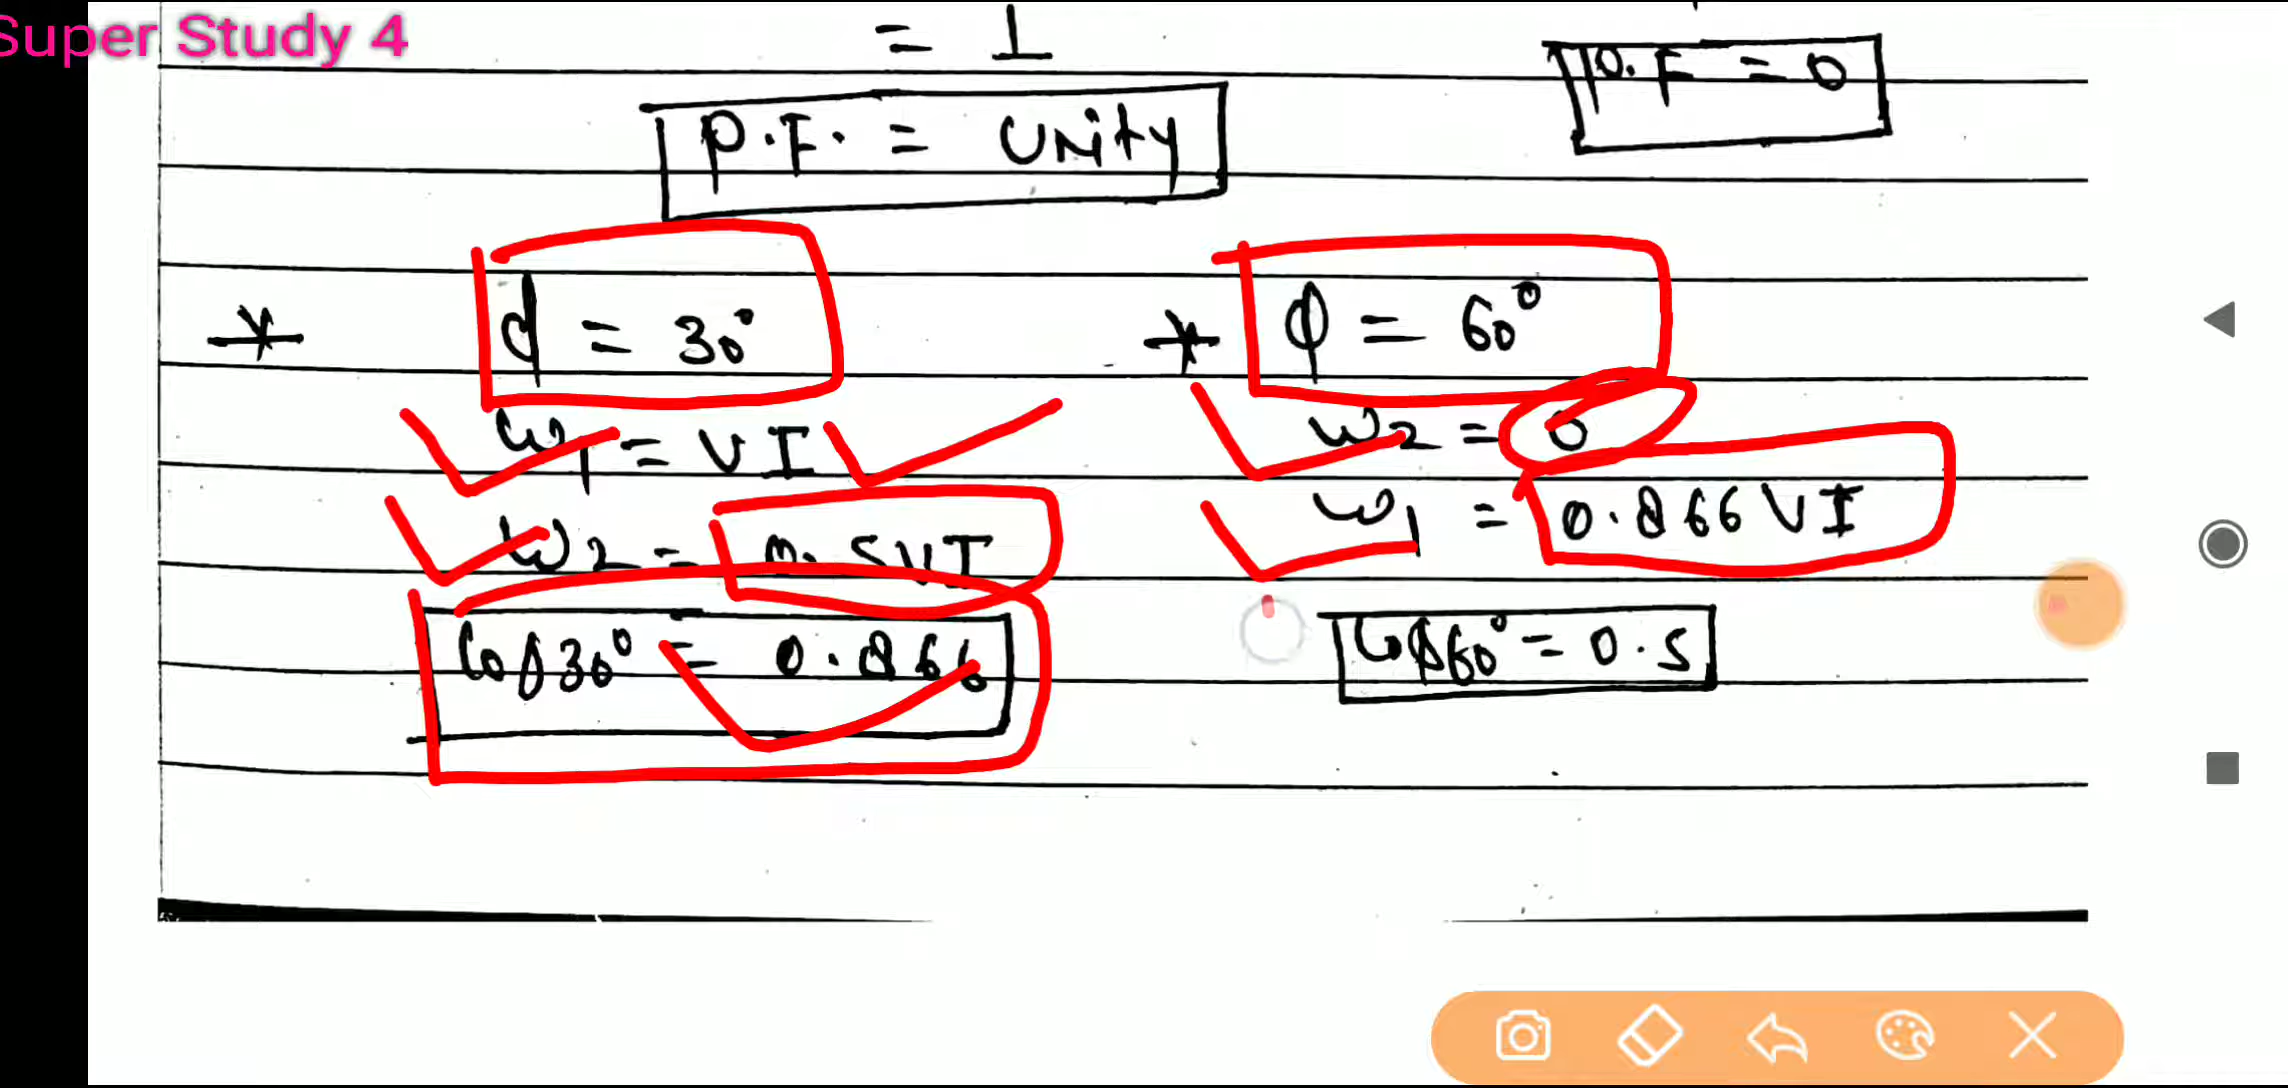 Super Study 4
= 1
P.F. = 0
P.F. = Unity
* ϕ = 30°
* ϕ = 60°
W1 = VI
W2 = 0
W2 = 0.5VI
W1 = 0.866 VI
Cos30° = 0.866
Cos60° = 0.5